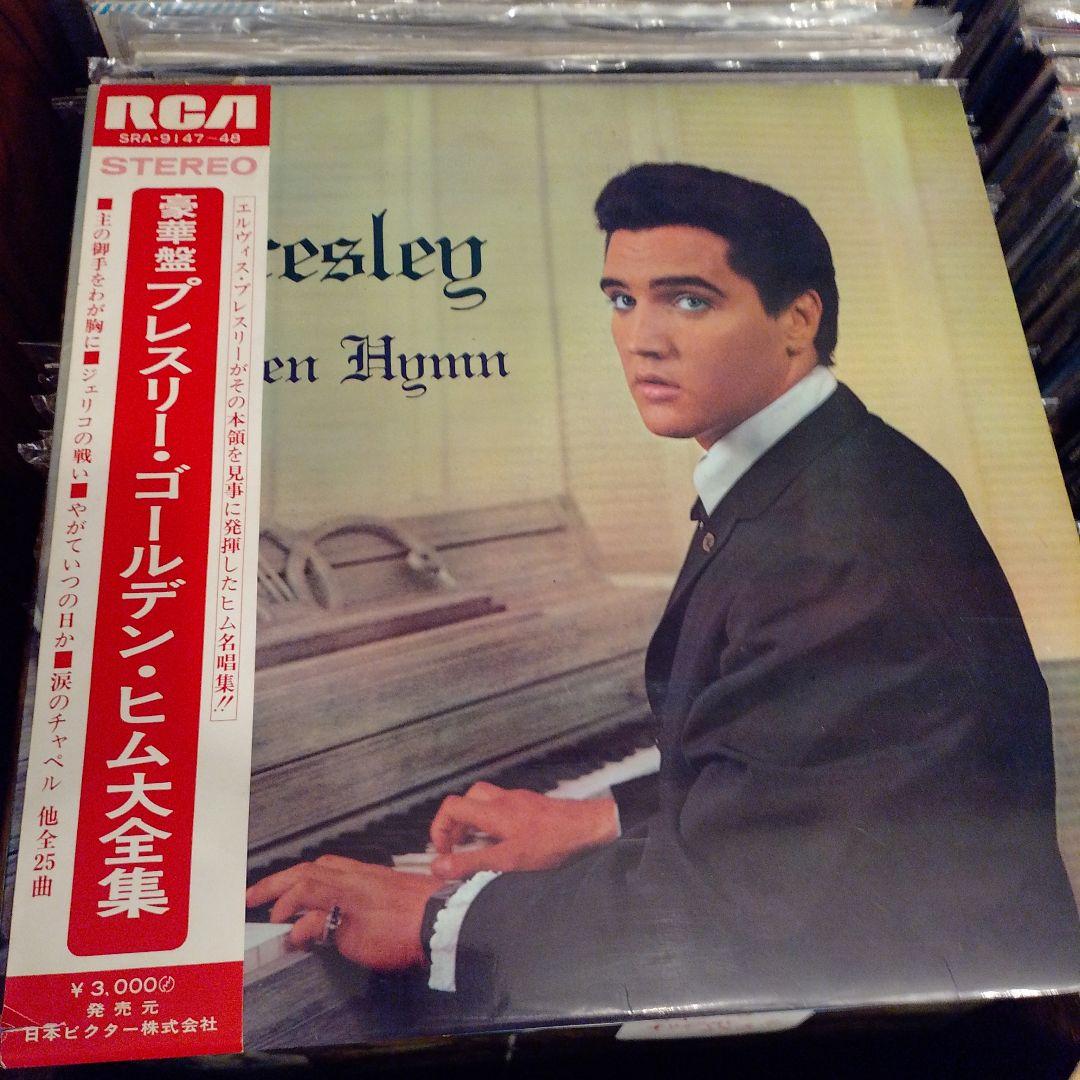 RCA
SRA-9147~48
STEREO
豪華盤 プレスリー・ゴールデン・ヒム大全集
エルヴィス・プレスリーがその本領を見事に発揮したヒム名唱集!!
■主の御手をわが胸に■ジェリコの戦い■やがていつの日か■涙のチャペル 他全25曲
¥3,000
発売元
日本ビクター株式会社
resley
en Hymn